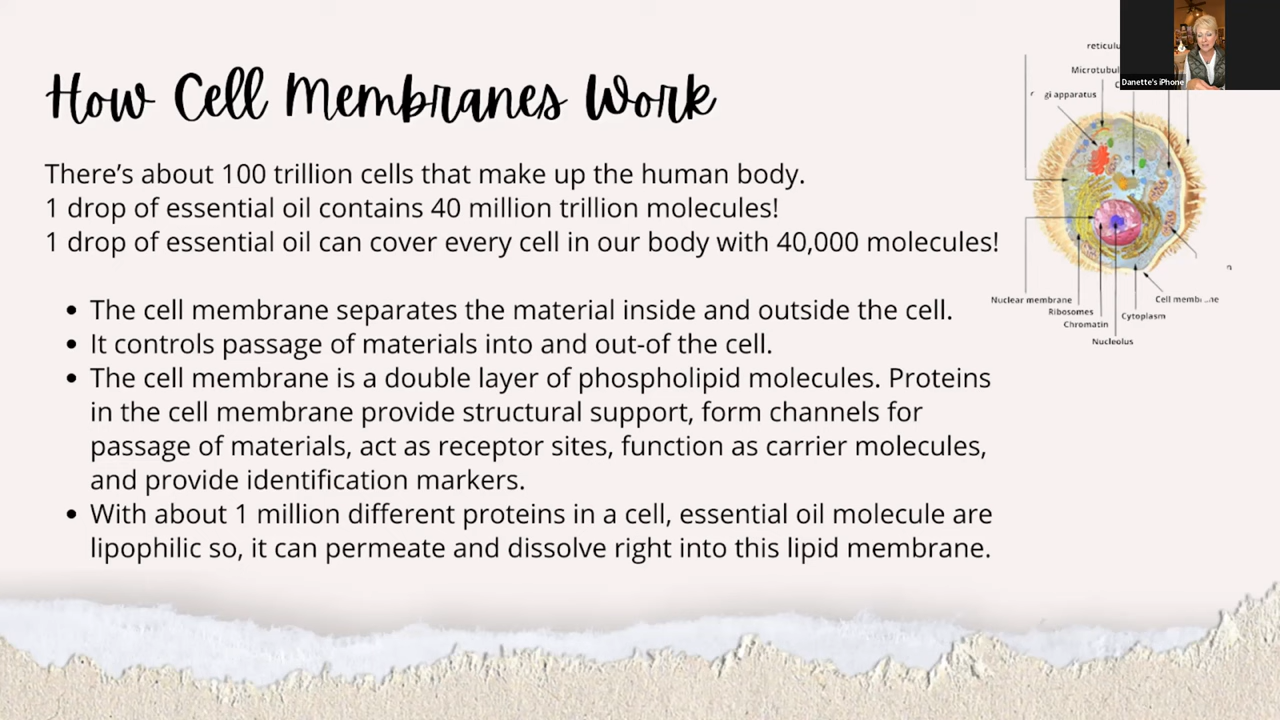 How Cell Membranes Work
There's about 100 trillion cells that make up the human body.
1 drop of essential oil contains 40 million trillion molecules!
1 drop of essential oil can cover every cell in our body with 40,000 molecules!
• The cell membrane separates the material inside and outside the cell.
• It controls passage of materials into and out-of the cell.
• The cell membrane is a double layer of phospholipid molecules. Proteins
in the cell membrane provide structural support, form channels for
passage of materials, act as receptor sites, function as carrier molecules,
and provide identification markers.
• With about 1 million different proteins in a cell, essential oil molecule are
lipophilic so, it can permeate and dissolve right into this lipid membrane.
Danette's iPhone
apparatus
Nuclear membrane
Ribosomes
Chromatin
Nucleolus
Cytoplasm
Cell